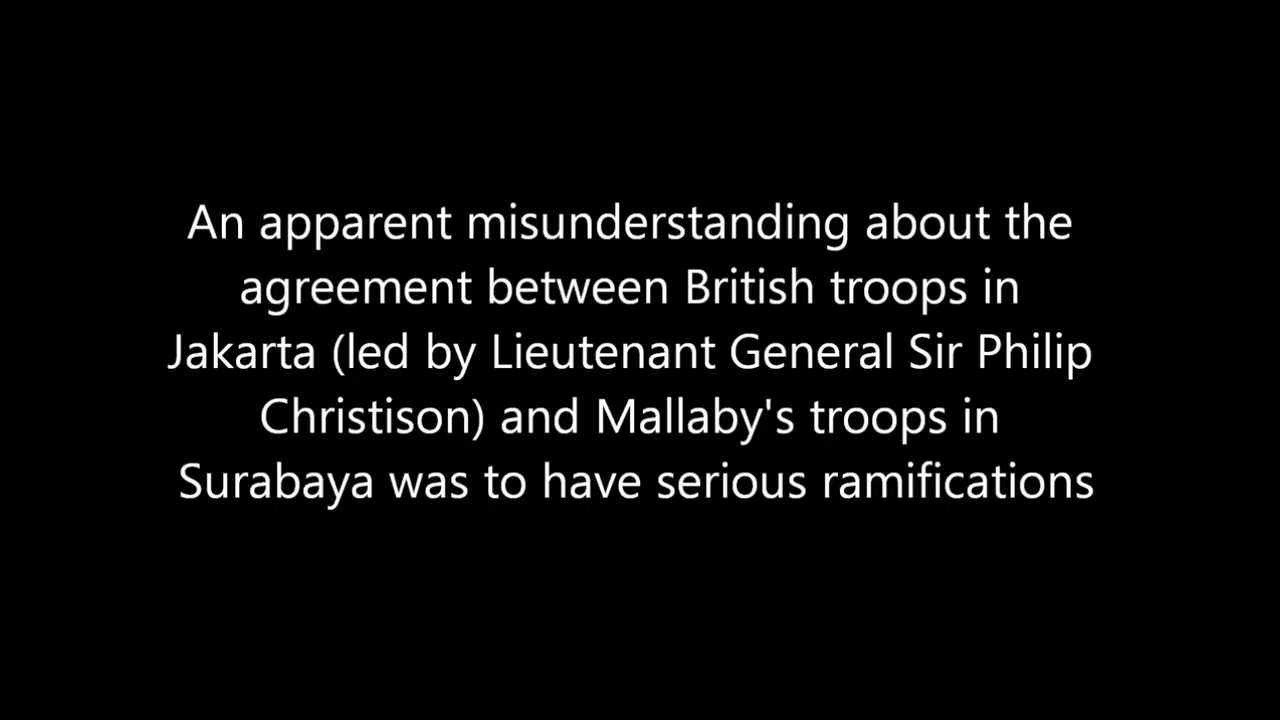 An apparent misunderstanding about the
agreement between British troops in
Jakarta (led by Lieutenant General Sir Philip
Christison) and Mallaby's troops in
Surabaya was to have serious ramifications